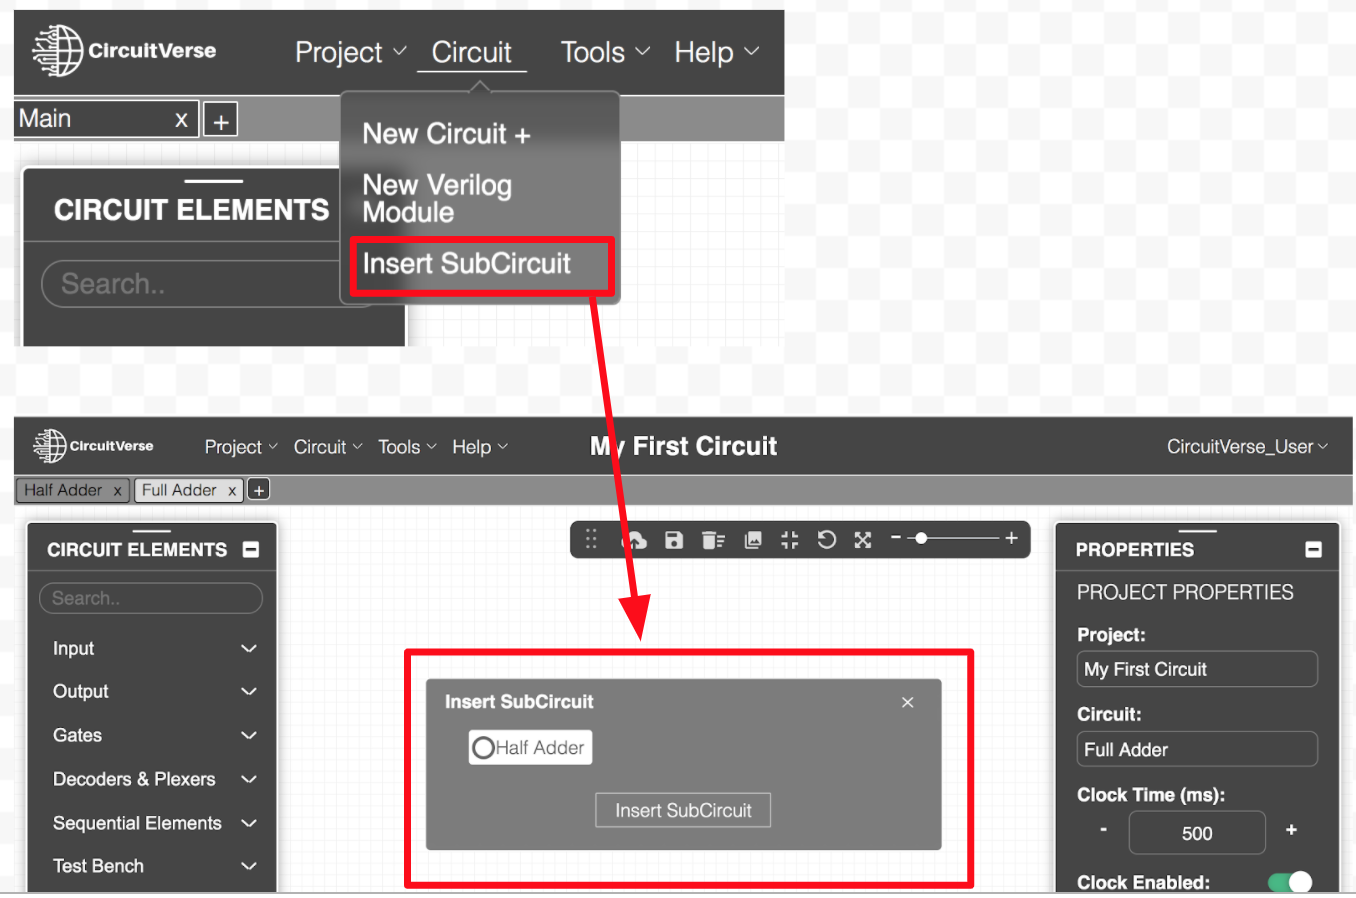 CircuitVerse Project Circuit Tools Help
Main x +
New Circuit +
New Verilog
Module
CIRCUIT ELEMENTS
Insert SubCircuit
Search..
CircuitVerse Project Circuit Tools Help My First Circuit CircuitVerse_User
Half Adder x Full Adder x +
CIRCUIT ELEMENTS
Search..
Input
Output
Gates
Decoders & Plexers
Sequential Elements
Test Bench
Insert SubCircuit ×
Half Adder
Insert SubCircuit
PROPERTIES
PROJECT PROPERTIES
Project:
My First Circuit
Circuit:
Full Adder
Clock Time (ms):
- 500 +
Clock Enabled: